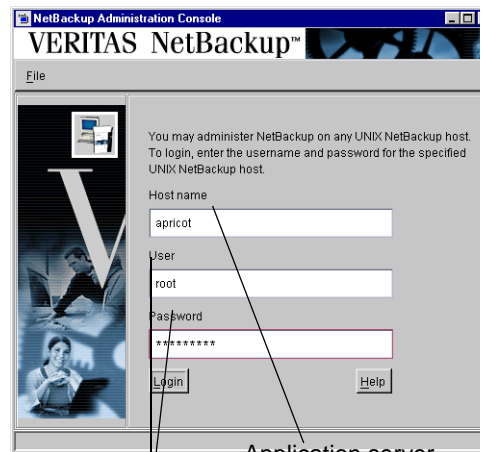 NetBackup Administration Console
VERITAS NetBackup™
File
You may administer NetBackup on any UNIX NetBackup host.
To login, enter the username and password for the specified
UNIX NetBackup host.
Host name
apricot
User
root
Password
*********
Login Help
Application server